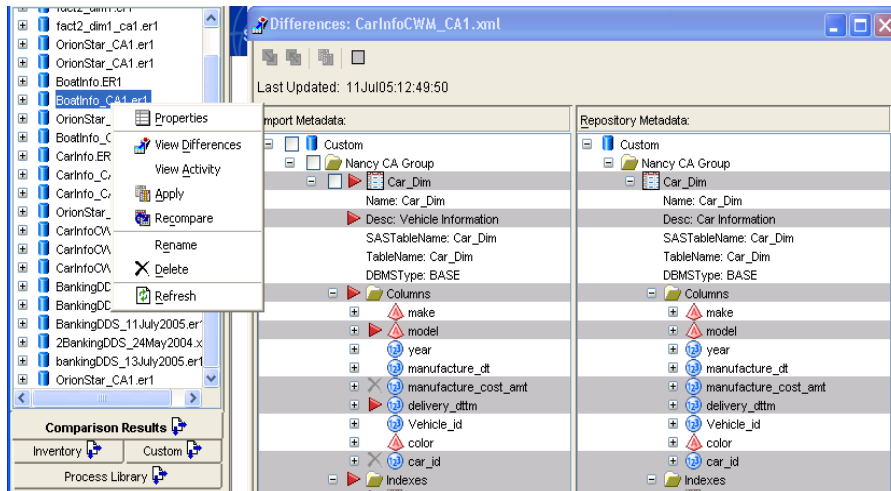 fact2_dim1_ca1.er1
OrionStar_CA1.er1
OrionStar_CA1.er1
BoatInfo.ER1
BoatInfo_CA1.er1
OrionStar_
BoatInfo_C
CarInfo.ER
CarInfo_C
CarInfo_C
OrionStar_
CarInfoCW
CarInfoCW
CarInfoCW
BankingDD
BankingDD
BankingDDS_11July2005.er
2BankingDDS_24May2004.x
bankingDDS_13July2005.er1
OrionStar_CA1.er1
Comparison Results
Inventory
Custom
Process Library
Properties
View Differences
View Activity
Apply
Recompare
Rename
Delete
Refresh
Differences: CarInfoCWM_CA1.xml
Last Updated: 11Jul05:12:49:50
mport Metadata:
Custom
Nancy CA Group
Car_Dim
Name: Car_Dim
Desc: Vehicle Information
SASTableName: Car_Dim
TableName: Car_Dim
DBMSType: BASE
Columns
make
model
year
manufacture_dt
manufacture_cost_amt
delivery_dttm
Vehicle_id
color
car_id
Indexes
Repository Metadata:
Custom
Nancy CA Group
Car_Dim
Name: Car_Dim
Desc: Car Information
SASTableName: Car_Dim
TableName: Car_Dim
DBMSType: BASE
Columns
make
model
year
manufacture_dt
manufacture_cost_amt
delivery_dttm
Vehicle_id
color
car_id
Indexes